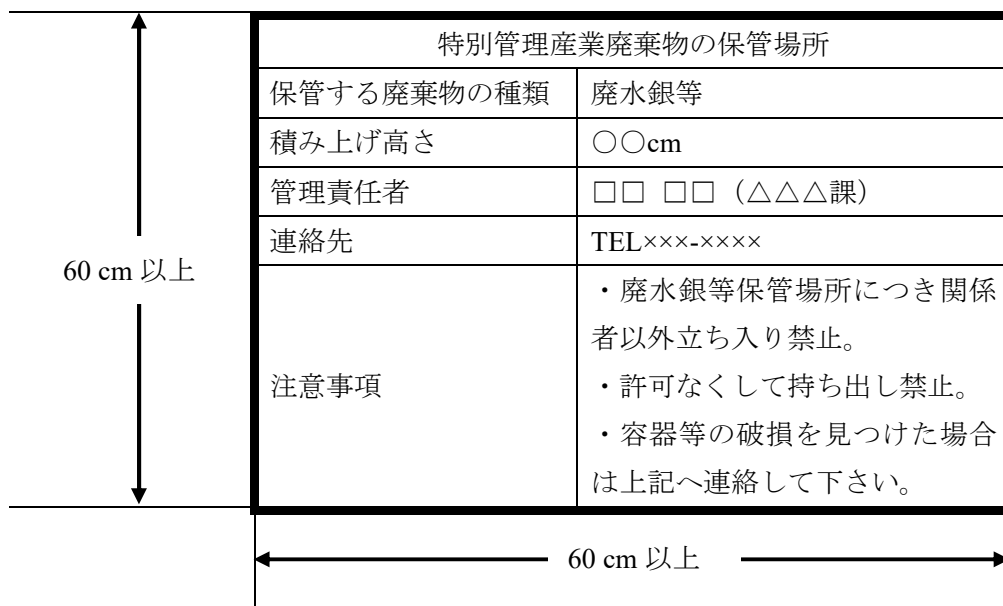 特別管理産業廃棄物の保管場所
保管する廃棄物の種類 廃水銀等
積み上げ高さ ○○cm
管理責任者 □□ □□（△△△課）
連絡先 TEL×××-××××
60 cm 以上
注意事項
・廃水銀等保管場所につき関係
者以外立ち入り禁止。
・許可なくして持ち出し禁止。
・容器等の破損を見つけた場合
は上記へ連絡して下さい。
60 cm 以上